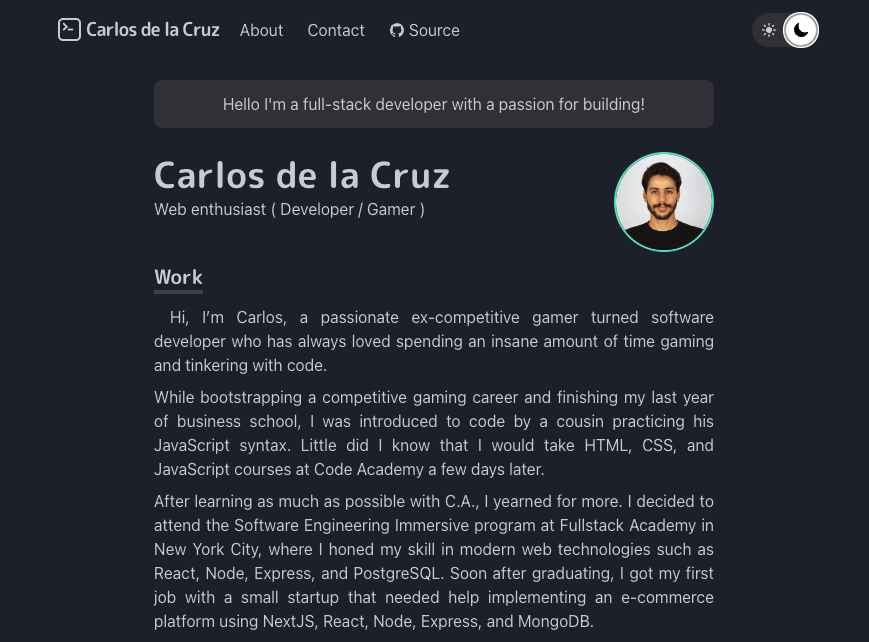 Carlos de la Cruz About Contact Source
Hello I'm a full-stack developer with a passion for building!
Carlos de la Cruz
Web enthusiast ( Developer / Gamer )
Work
Hi, I’m Carlos, a passionate ex-competitive gamer turned software
developer who has always loved spending an insane amount of time gaming
and tinkering with code.
While bootstrapping a competitive gaming career and finishing my last year
of business school, I was introduced to code by a cousin practicing his
JavaScript syntax. Little did I know that I would take HTML, CSS, and
JavaScript courses at Code Academy a few days later.
After learning as much as possible with C.A., I yearned for more. I decided to
attend the Software Engineering Immersive program at Fullstack Academy in
New York City, where I honed my skill in modern web technologies such as
React, Node, Express, and PostgreSQL. Soon after graduating, I got my first
job with a small startup that needed help implementing an e-commerce
platform using NextJS, React, Node, Express, and MongoDB.